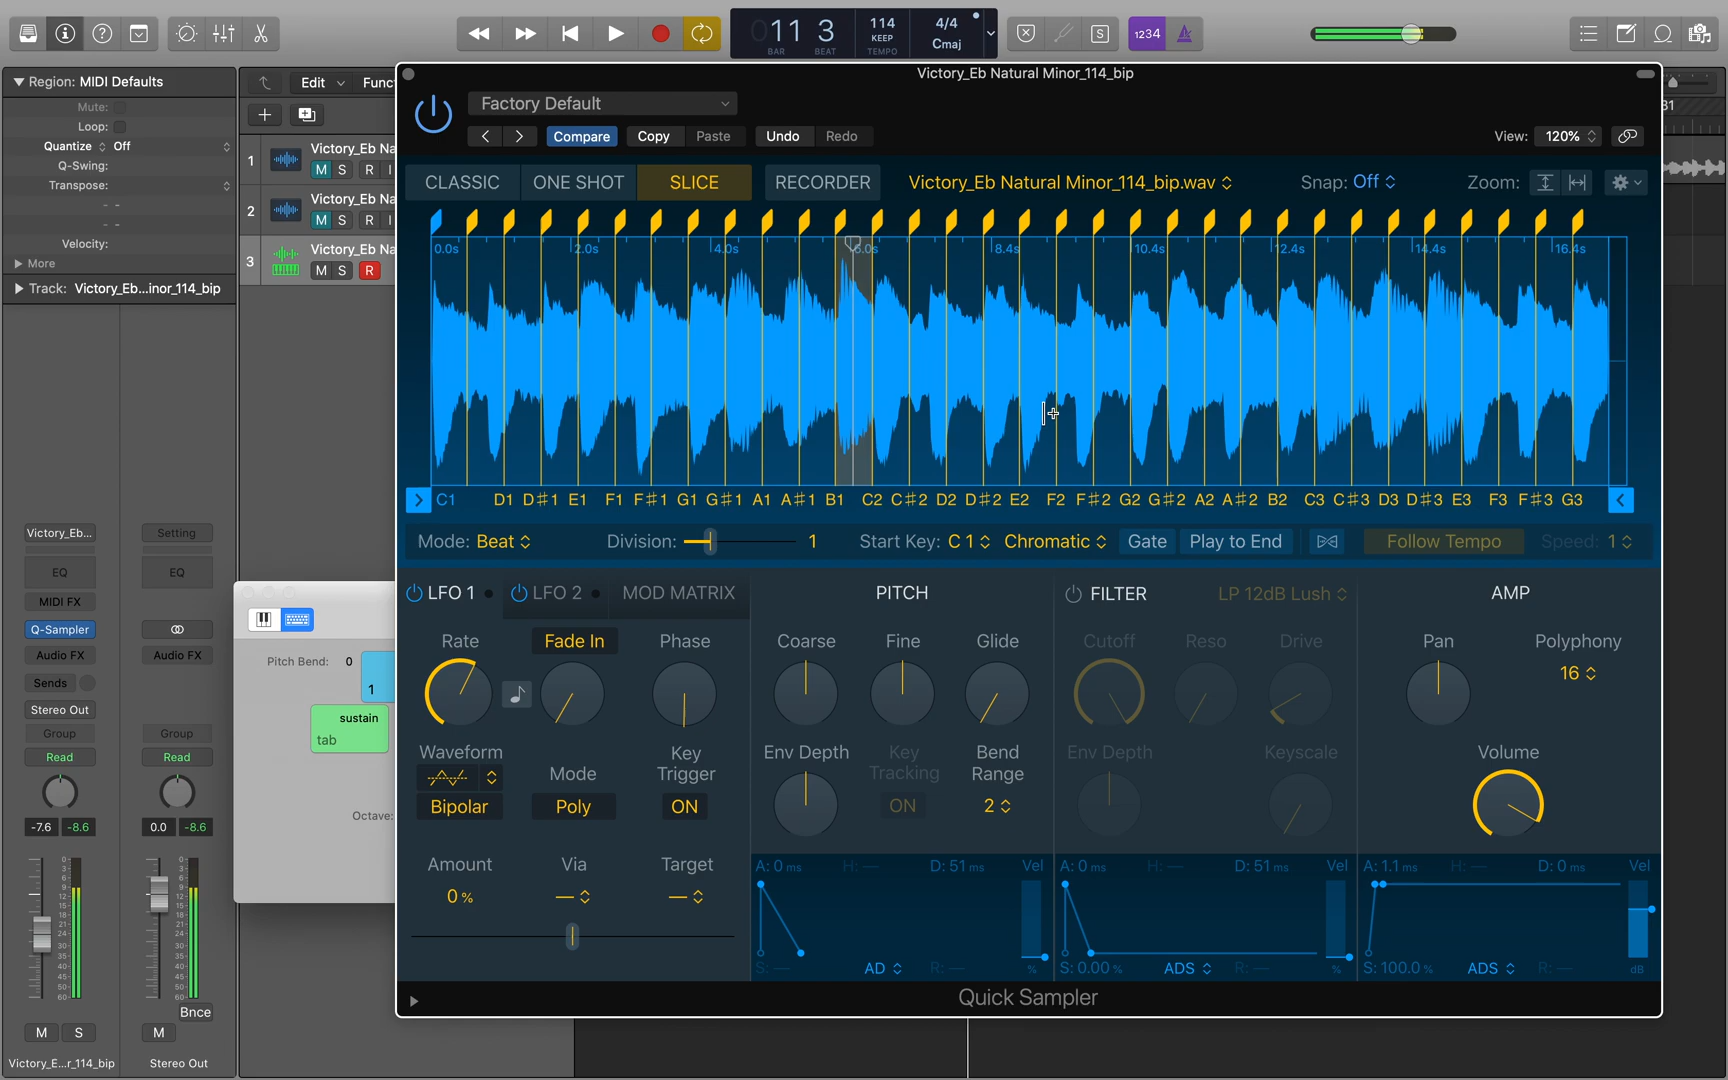 011 3
BAR BEAT
114
KEEP
TEMPO
4/4
Cmaj
S
1234
Region: MIDI Defaults
Mute:
Loop:
Quantize Off
Q-Swing:
Transpose:
Velocity:
More
Track: Victory_Eb...inor_114_bip
Edit Func
1 Victory_Eb Na
M S R I
2 Victory_Eb Na
M S R I
3 Victory_Eb Na
M S R
Victory_Eb Natural Minor_114_bip
Factory Default
Compare Copy Paste Undo Redo
View: 120%
CLASSIC ONE SHOT SLICE RECORDER Victory_Eb Natural Minor_114_bip.wav Snap: Off Zoom:
0.0s 2.0s 4.0s 6.0s 8.4s 10.4s 12.4s 14.4s 16.4s
C1 D1 D#1 E1 F1 F#1 G1 G#1 A1 A#1 B1 C2 C#2 D2 D#2 E2 F2 F#2 G2 G#2 A2 A#2 B2 C3 C#3 D3 D#3 E3 F3 F#3 G3
Mode: Beat Division: 1 Start Key: C 1 Chromatic Gate Play to End Follow Tempo Speed: 1
LFO 1 LFO 2 MOD MATRIX PITCH FILTER LP 12dB Lush AMP
Rate Fade In Phase Coarse Fine Glide Cutoff Reso Drive Pan Polyphony
16
Waveform Mode Key Trigger Env Depth Key Tracking Bend Range Env Depth Keyscale Volume
Bipolar Poly ON ON 2
Amount Via Target
0 %
A: 0 ms H: — D: 51 ms Vel
A: 0 ms H: — D: 51 ms Vel
A: 1.1 ms H: — D: 0 ms Vel
S: — AD R: — %
S: 0.00 % ADS R: — %
S: 100.0 % ADS R: — dB
Quick Sampler
Victory_Eb... Setting
EQ EQ
MIDI FX
Q-Sampler
Audio FX Audio FX
Sends
Stereo Out
Group Group
Read Read
-7.6 -8.6 0.0 -8.6
Bnce
M S M
Victory_E...r_114_bip Stereo Out
Pitch Bend: 0
1
sustain
tab
Octave: